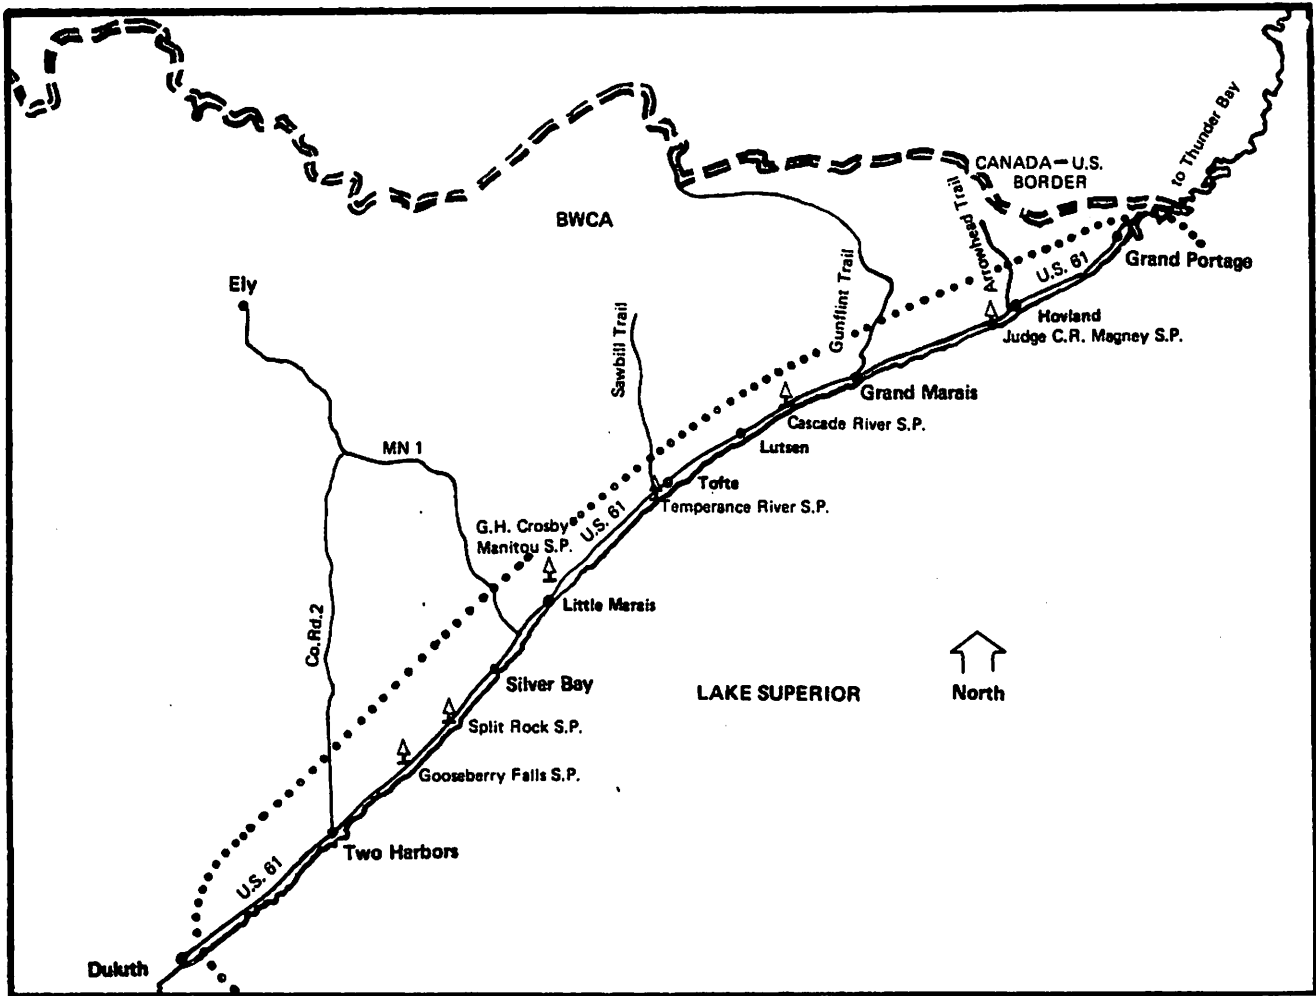 to Thunder Bay
CANADA—U.S.
BORDER
Arrowhead Trail
BWCA
Grand Portage
U.S. 61
Ely
Gunflint Trail
Hovland
Judge C.R. Magney S.P.
Sawbill Trail
Grand Marais
Cascade River S.P.
MN 1
Lutsen
Tofte
Temperance River S.P.
U.S. 61
G.H. Crosby
Manitou S.P.
Little Marais
Co.Rd.2
Silver Bay
LAKE SUPERIOR
North
Split Rock S.P.
Gooseberry Falls S.P.
Two Harbors
U.S. 61
Duluth